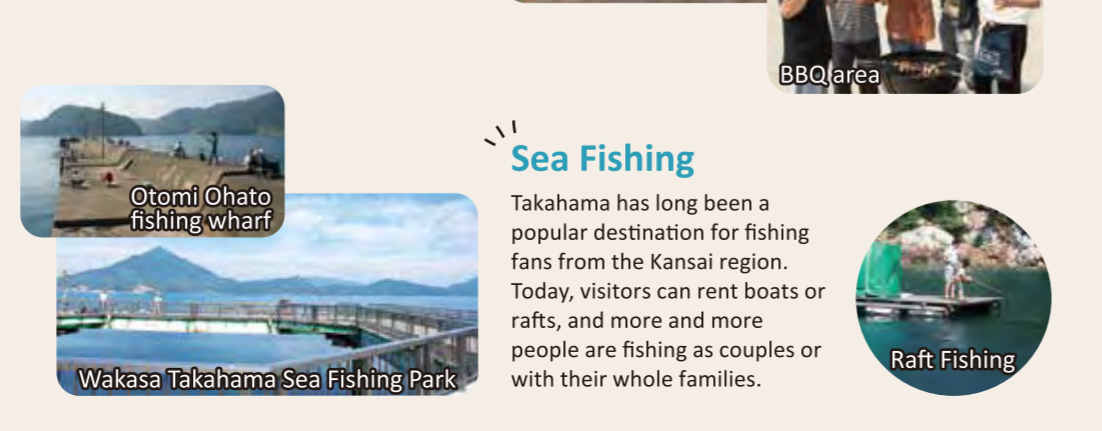 BBQ area
Otomi Ohato
fishing wharf
Wakasa Takahama Sea Fishing Park
Sea Fishing
Takahama has long been a
popular destination for fishing
fans from the Kansai region.
Today, visitors can rent boats or
rafts, and more and more
people are fishing as couples or
with their whole families.
Raft Fishing